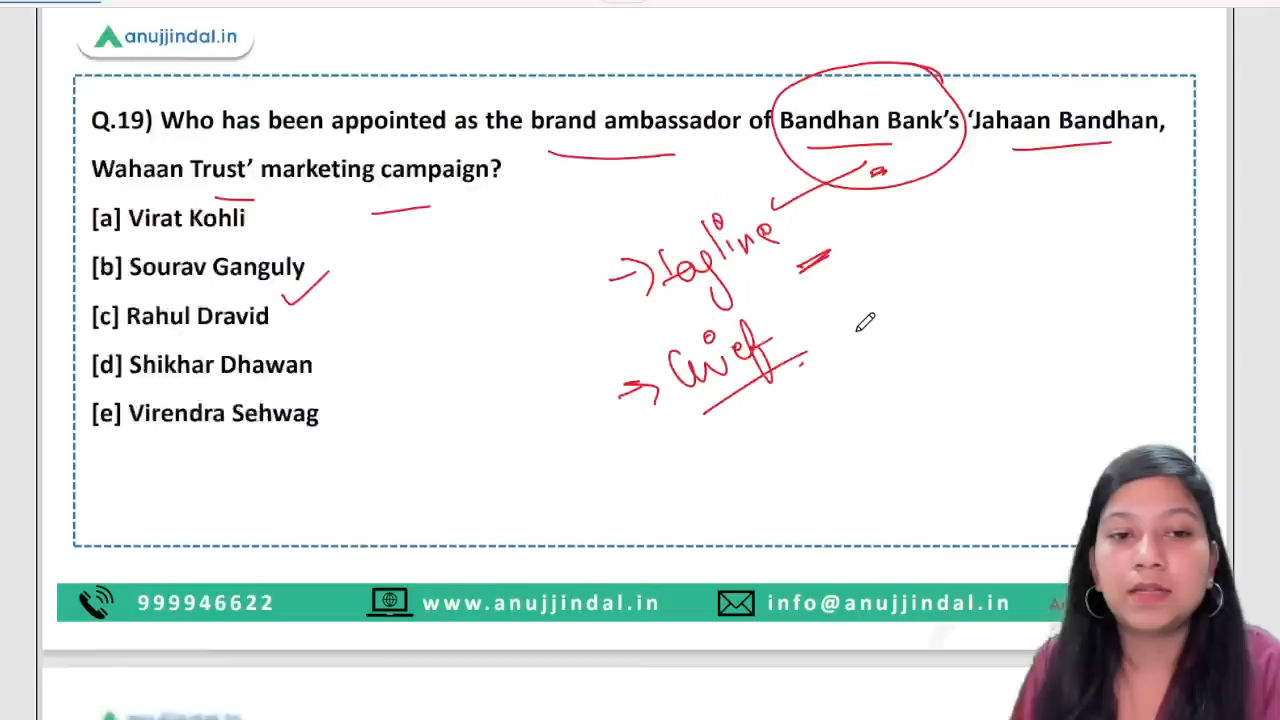 anujjindal.in
Q.19) Who has been appointed as the brand ambassador of Bandhan Bank’s ‘Jahaan Bandhan,
Wahaan Trust’ marketing campaign?
[a] Virat Kohli
[b] Sourav Ganguly
[c] Rahul Dravid
[d] Shikhar Dhawan
[e] Virendra Sehwag
tagline
Chief
999946622
www.anujjindal.in
info@anujjindal.in
anujjindal.in